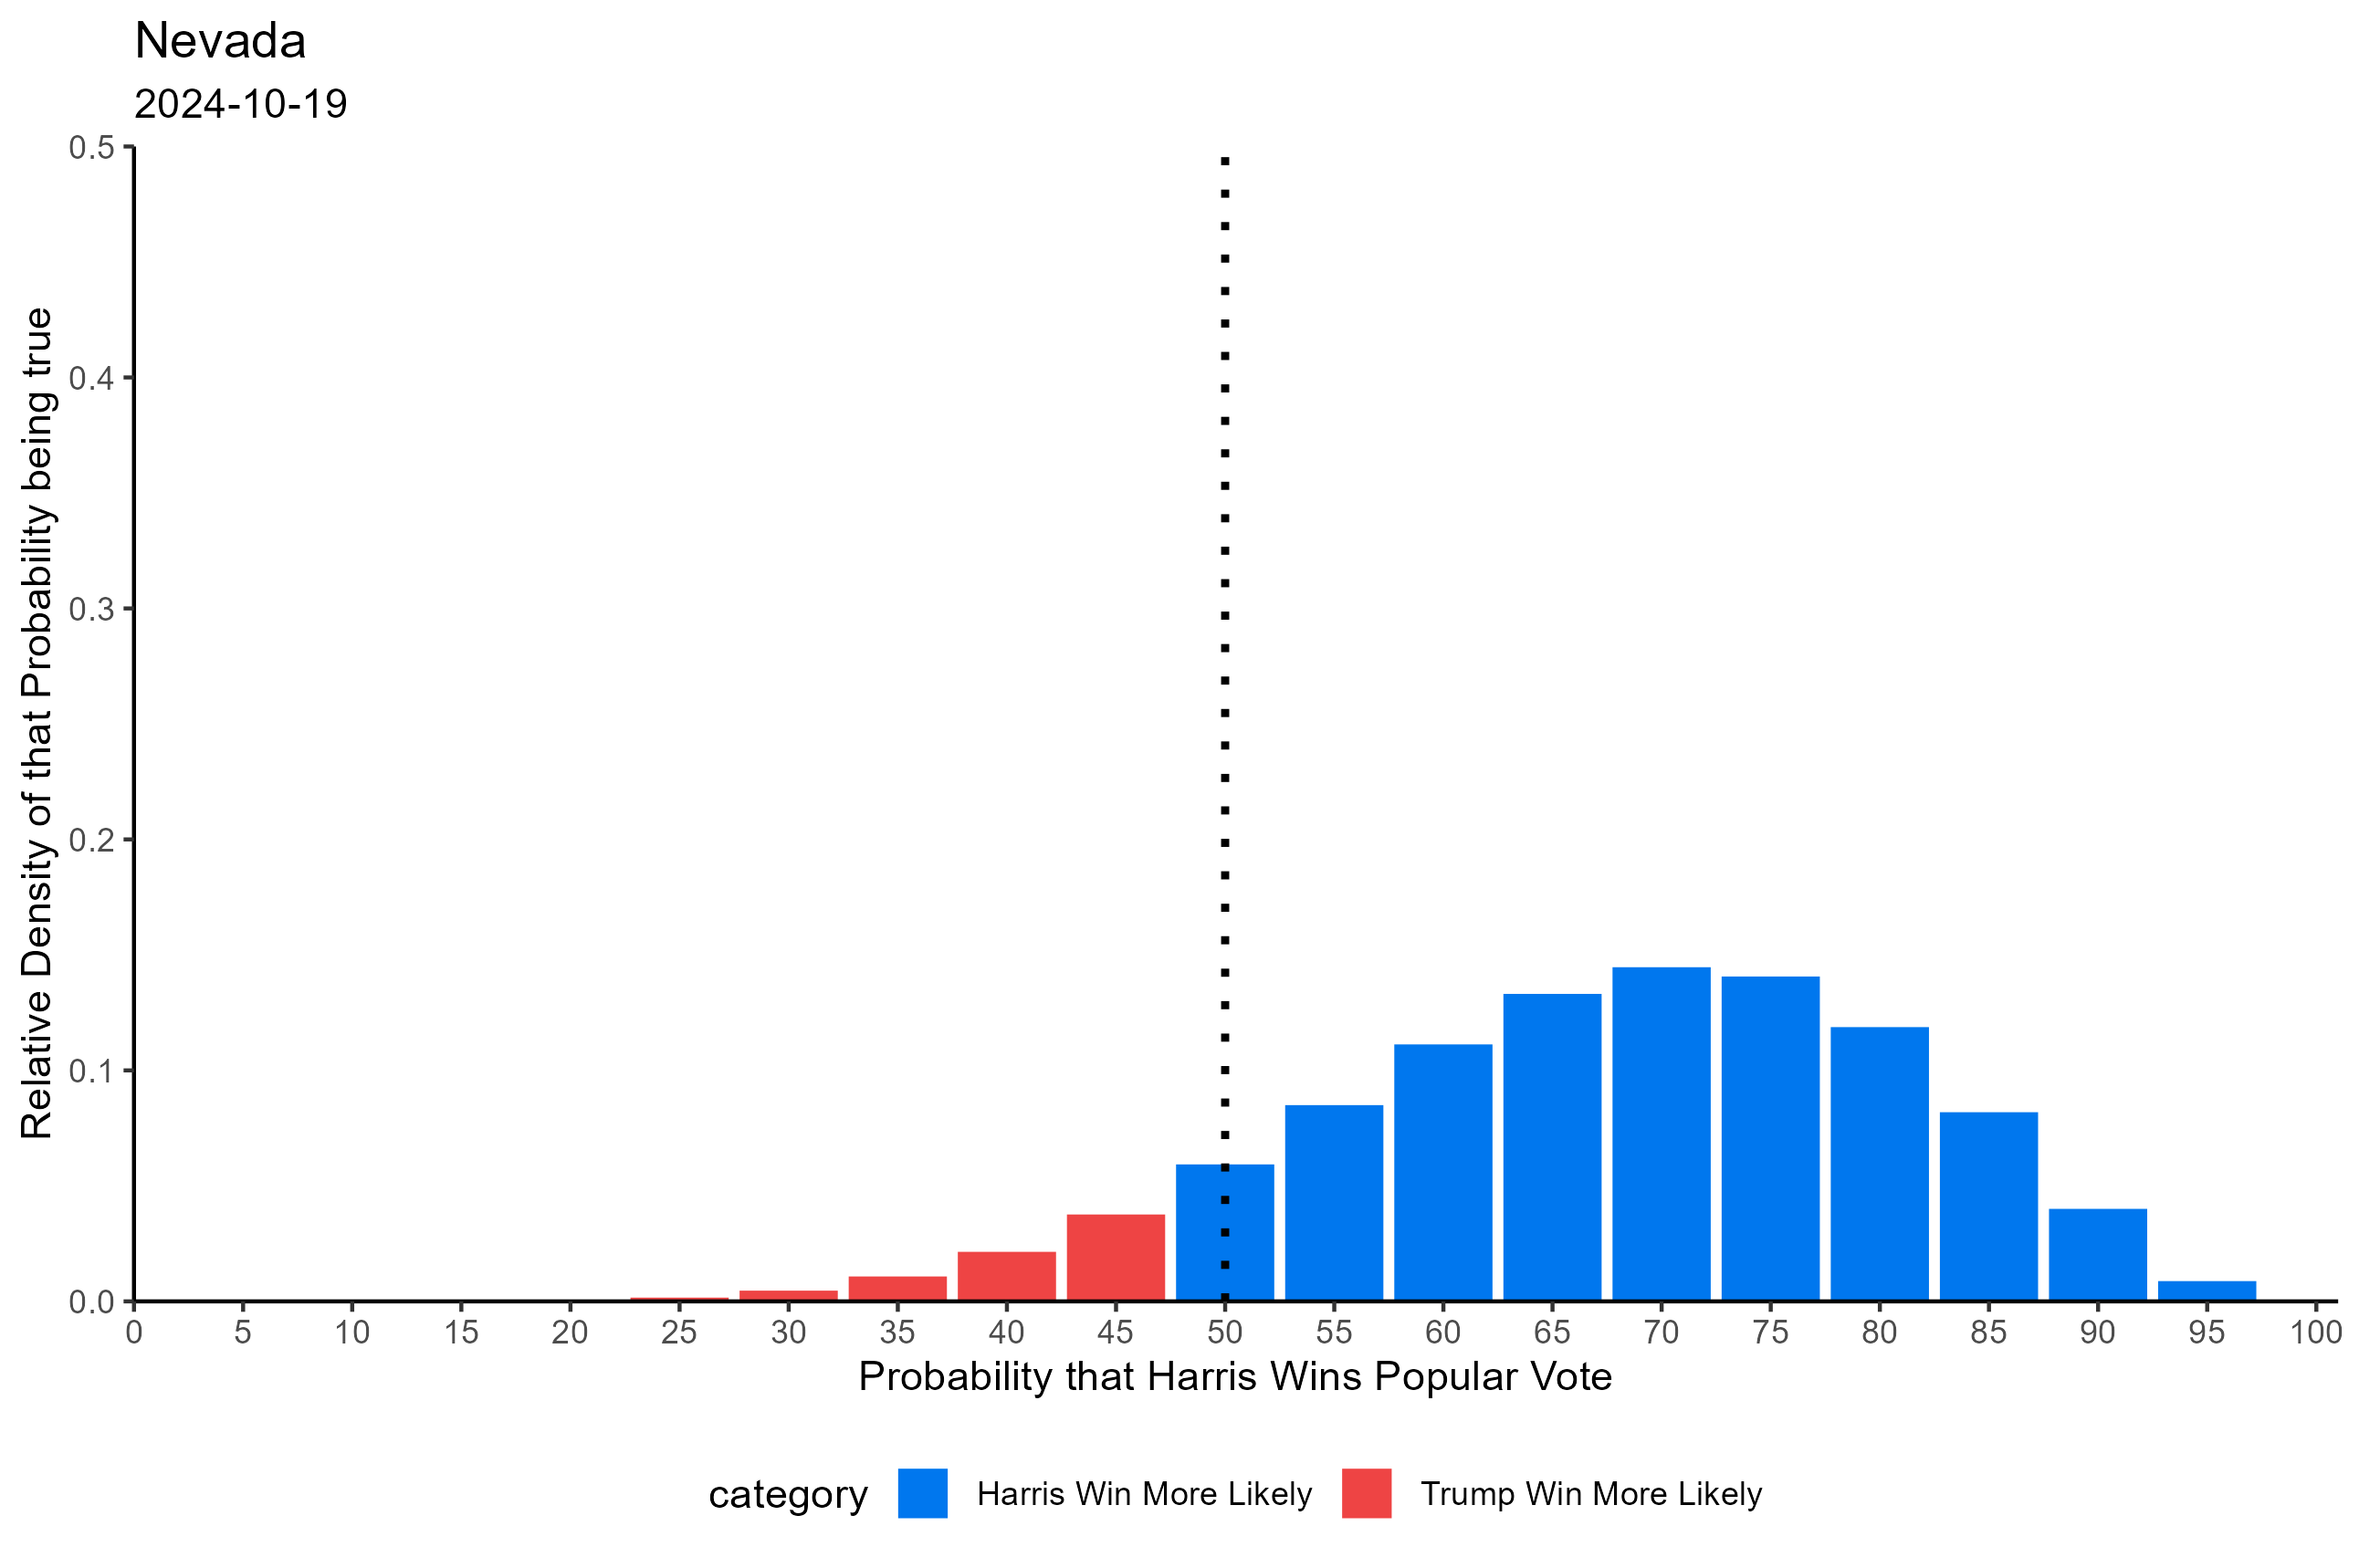 Nevada
2024-10-19
Relative Density of that Probability being true
0.5
0.4
0.3
0.2
0.1
0.0
0 5 10 15 20 25 30 35 40 45 50 55 60 65 70 75 80 85 90 95 100
Probability that Harris Wins Popular Vote
category Harris Win More Likely Trump Win More Likely